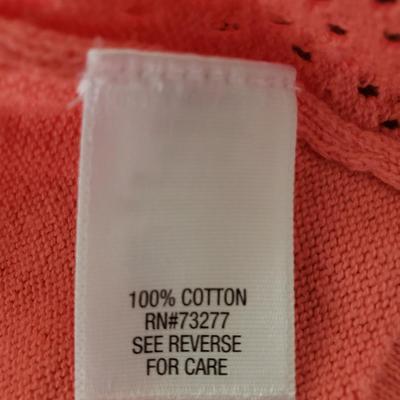 100% COTTON
RN#73277
SEE REVERSE
FOR CARE